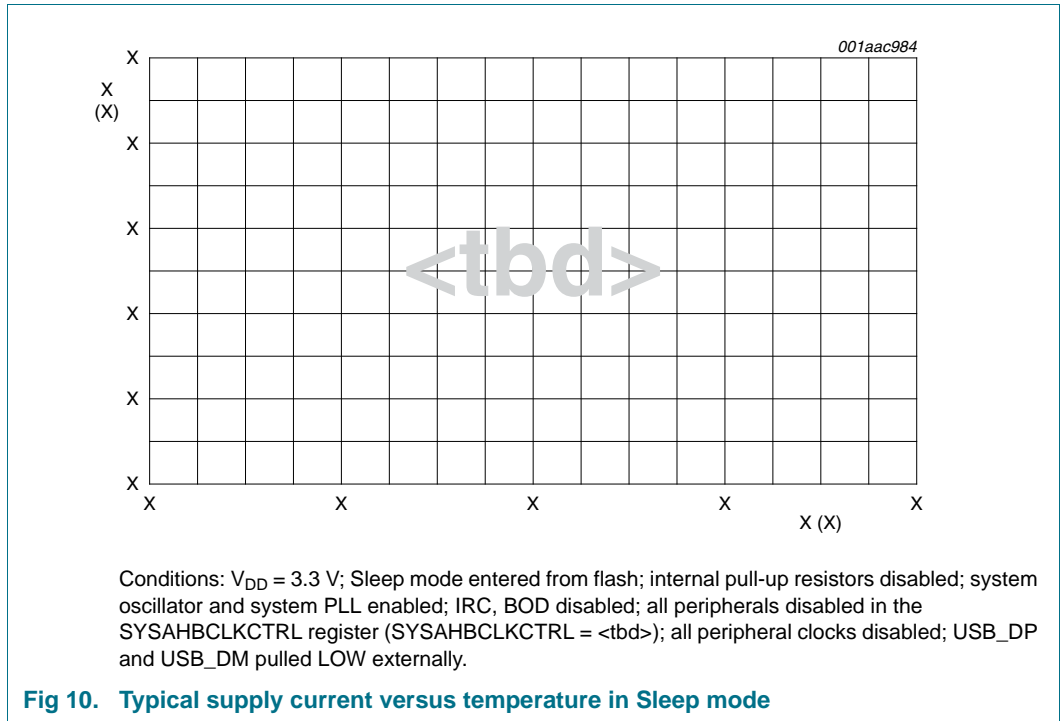 001aac984
X
X
(X)
X
X
<tbd>
X
X
X
X
X
X
X
X
X (X)
Conditions: VDD = 3.3 V; Sleep mode entered from flash; internal pull-up resistors disabled; system
oscillator and system PLL enabled; IRC, BOD disabled; all peripherals disabled in the
SYSAHBCLKCTRL register (SYSAHBCLKCTRL = <tbd>); all peripheral clocks disabled; USB_DP
and USB_DM pulled LOW externally.
Fig 10. Typical supply current versus temperature in Sleep mode